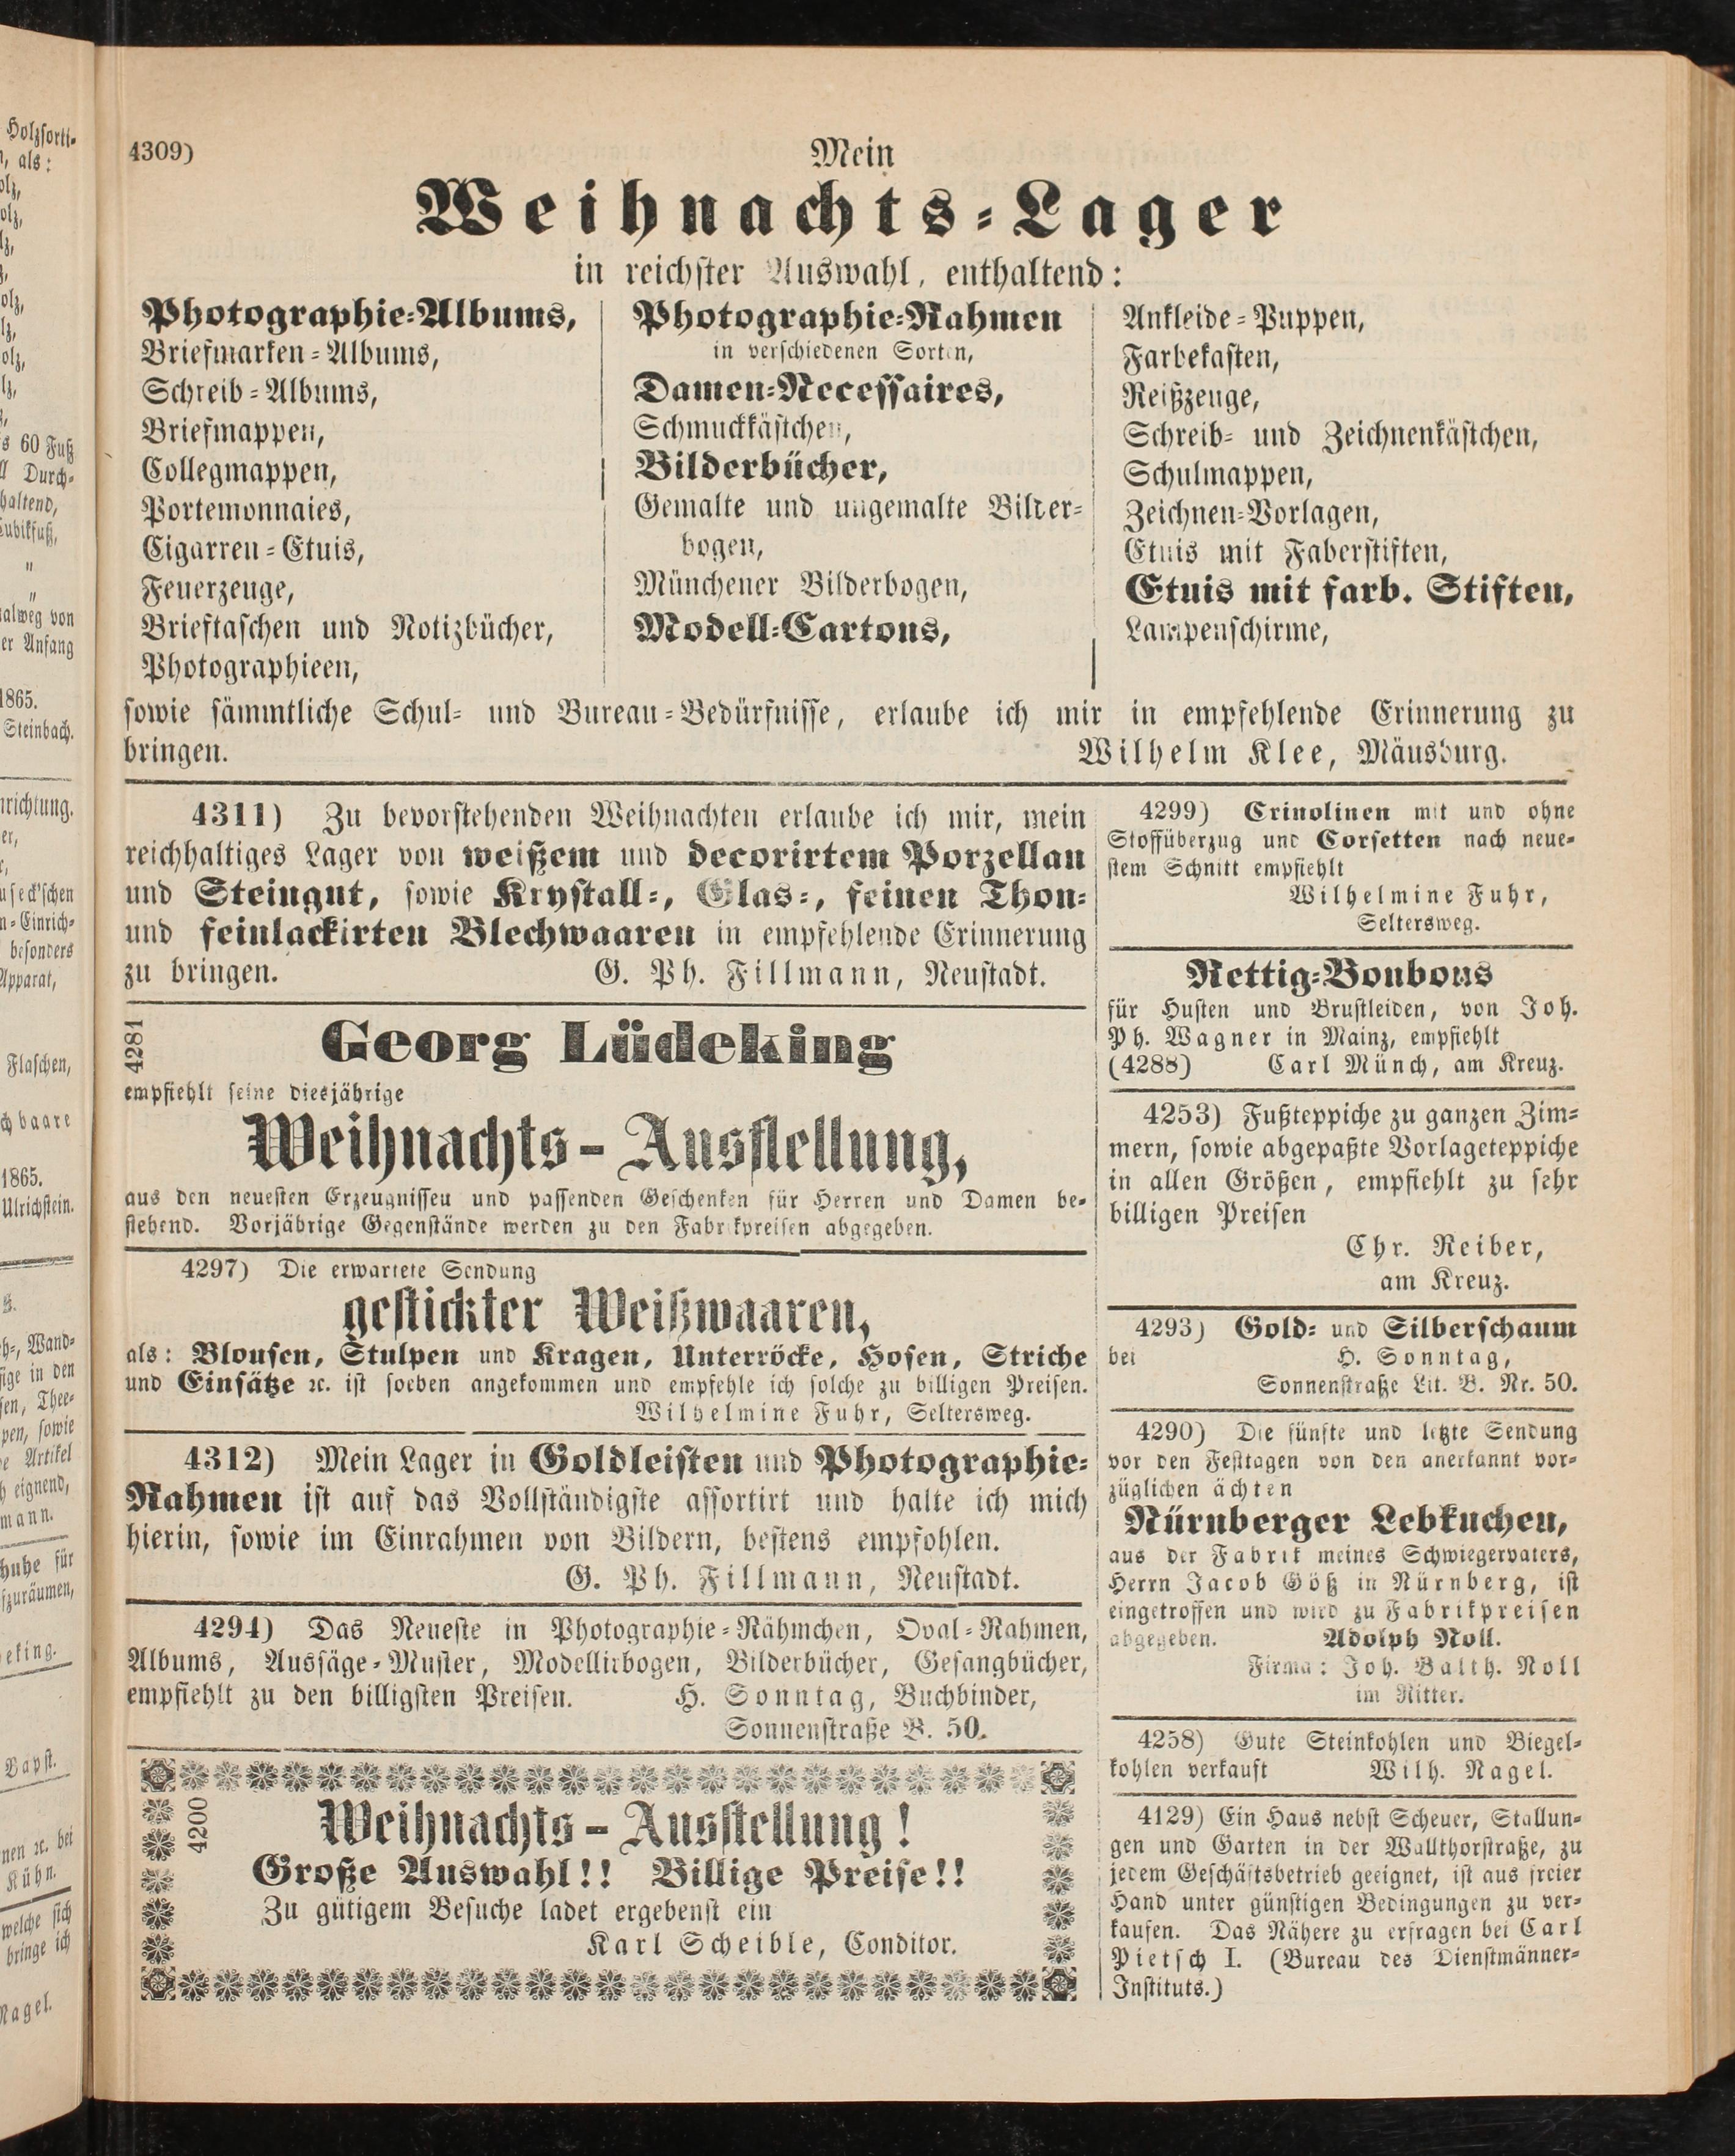 4309)
Mein
Weihnachts-Lager
in reichster Auswahl, enthaltend:
Photographie-Albums,
Briefmarken-Albums,
Schreib-Albums,
Briefmappen,
Collegmappen,
Portemonnaies,
Cigarren-Etuis,
Feuerzeuge,
Brieftaschen und Notizbücher,
Photographieen,
Photographie-Rahmen
in verschiedenen Sorten,
Damen-Necessaires,
Schmuckkästchen,
Bilderbücher,
Gemalte und ungemalte Bilder-
bogen,
Münchener Bilderbogen,
Modell-Cartons,
Ankleide-Puppen,
Farbekasten,
Reißzeuge,
Schreib- und Zeichnenkästchen,
Schulmappen,
Zeichnen-Vorlagen,
Etuis mit Faberstiften,
Etuis mit farb. Stiften,
Lampenschirme,
sowie sämmtliche Schul- und Bureau-Bedürfnisse, erlaube ich mir in empfehlende Erinnerung zu
bringen. Wilhelm Klee, Mäusburg.
4311) Zu bevorstehenden Weihnachten erlaube ich mir, mein
reichhaltiges Lager von weißem und decorirtem Porzellan
und Steingut, sowie Krystall-, Glas-, feinen Thon-
und feinlackirten Blechwaaren in empfehlende Erinnerung
zu bringen. G. Ph. Fillmann, Neustadt.
4281
Georg Lüdeking
empfiehlt seine diesjährige
Weihnachts-Ausstellung,
aus den neuesten Erzeugnissen und passenden Geschenken für Herren und Damen be-
stehend. Vorjährige Gegenstände werden zu den Fabrikpreisen abgegeben.
4297) Die erwartete Sendung
gestickter Weißwaaren,
als: Blousen, Stulpen und Kragen, Unterröcke, Hosen, Striche
und Einsätze ꝛc. ist soeben angekommen und empfehle ich solche zu billigen Preisen.
Wilhelmine Fuhr, Seltersweg.
4312) Mein Lager in Goldleisten und Photographie-
Rahmen ist auf das Vollständigste assortirt und halte ich mich
hierin, sowie im Einrahmen von Bildern, bestens empfohlen.
G. Ph. Fillmann, Neustadt.
4294) Das Neueste in Photographie-Rähmchen, Oval-Rahmen,
Albums, Aussäge-Muster, Modellirbogen, Bilderbücher, Gesangbücher,
empfiehlt zu den billigsten Preisen. H. Sonntag, Buchbinder,
Sonnenstraße B. 50.
4200
Weihnachts-Ausstellung!
Große Auswahl!! Billige Preise!!
Zu gütigem Besuche ladet ergebenst ein
Karl Scheible, Conditor.
4299) Crinolinen mit und ohne
Stoffüberzug und Corsetten nach neue-
stem Schnitt empfiehlt
Wilhelmine Fuhr,
Seltersweg.
Rettig-Bonbons
für Husten und Brustleiden, von Joh.
Ph. Wagner in Mainz, empfiehlt
(4288) Carl Münch, am Kreuz.
4253) Fußteppiche zu ganzen Zim-
mern, sowie abgepaßte Vorlageteppiche
in allen Größen, empfiehlt zu sehr
billigen Preisen
Chr. Reiber,
am Kreuz.
4293) Gold- und Silberschaum
bei H. Sonntag,
Sonnenstraße Lit. B. Nr. 50.
4290) Die fünfte und letzte Sendung
vor den Festtagen von den anerkannt vor-
züglichen ächten
Nürnberger Lebkuchen,
aus der Fabrik meines Schwiegervaters,
Herrn Jacob Göß in Nürnberg, ist
eingetroffen und wird zu Fabrikpreisen
abgegeben. Adolph Noll.
Firma: Joh. Balth. Noll
im Ritter.
4258) Gute Steinkohlen und Biegel-
kohlen verkauft Wilh. Nagel.
4129) Ein Haus nebst Scheuer, Stallun-
gen und Garten in der Wallthorstraße, zu
jedem Geschäftsbetrieb geeignet, ist aus freier
Hand unter günstigen Bedingungen zu ver-
kaufen. Das Nähere zu erfragen bei Carl
Pietsch I. (Bureau des Dienstmänner-
Instituts.)